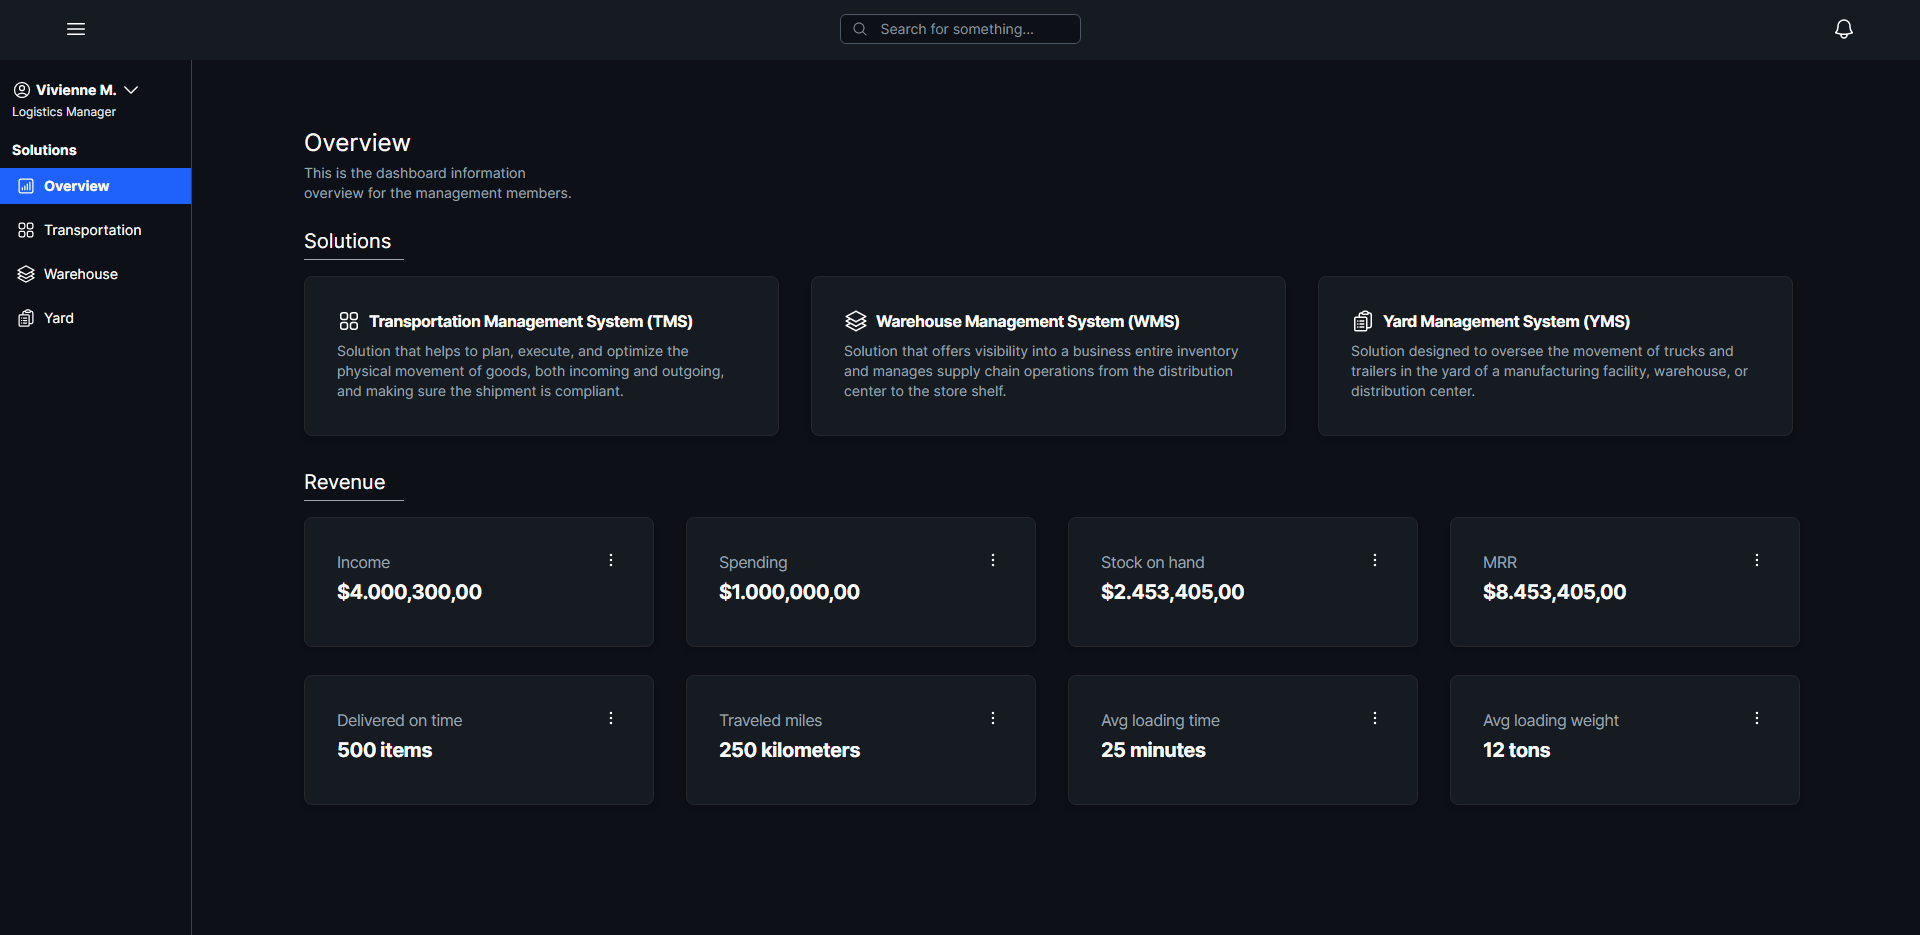 Search for something...
Vivienne M.
Logistics Manager
Solutions
Overview
Transportation
Warehouse
Yard
Overview
This is the dashboard information
overview for the management members.
Solutions
Transportation Management System (TMS)
Solution that helps to plan, execute, and optimize the
physical movement of goods, both incoming and outgoing,
and making sure the shipment is compliant.
Warehouse Management System (WMS)
Solution that offers visibility into a business entire inventory
and manages supply chain operations from the distribution
center to the store shelf.
Yard Management System (YMS)
Solution designed to oversee the movement of trucks and
trailers in the yard of a manufacturing facility, warehouse, or
distribution center.
Revenue
Income
$4.000,300,00
Spending
$1.000,000,00
Stock on hand
$2.453,405,00
MRR
$8.453,405,00
Delivered on time
500 items
Traveled miles
250 kilometers
Avg loading time
25 minutes
Avg loading weight
12 tons